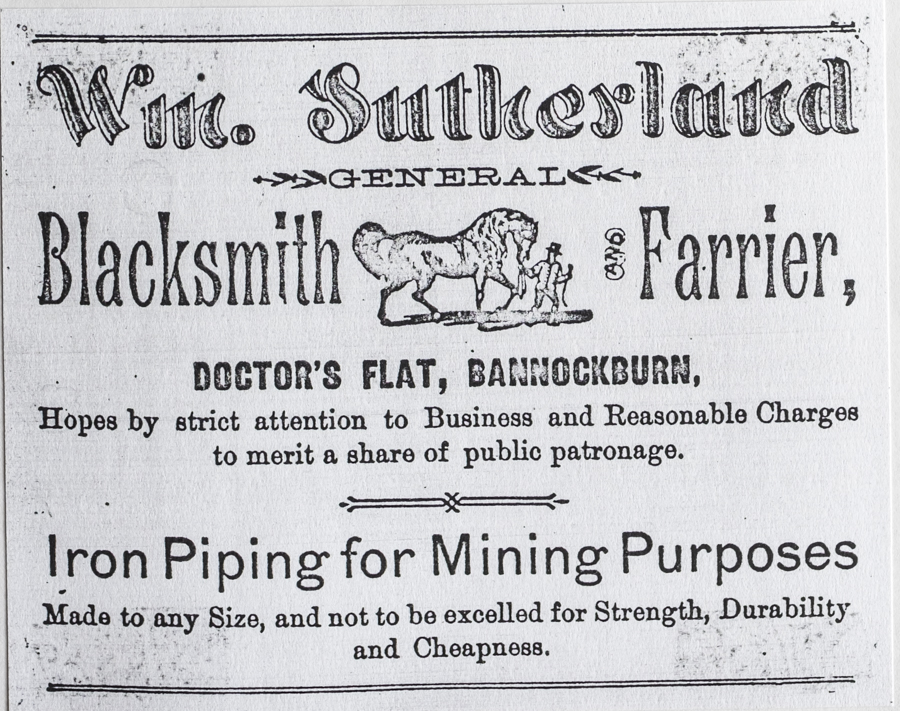 Wm. Sutherland
GENERAL
Blacksmith AND Farrier,
DOCTOR'S FLAT, BANNOCKBURN,
Hopes by strict attention to Business and Reasonable Charges
to merit a share of public patronage.
Iron Piping for Mining Purposes
Made to any Size, and not to be excelled for Strength, Durability
and Cheapness.